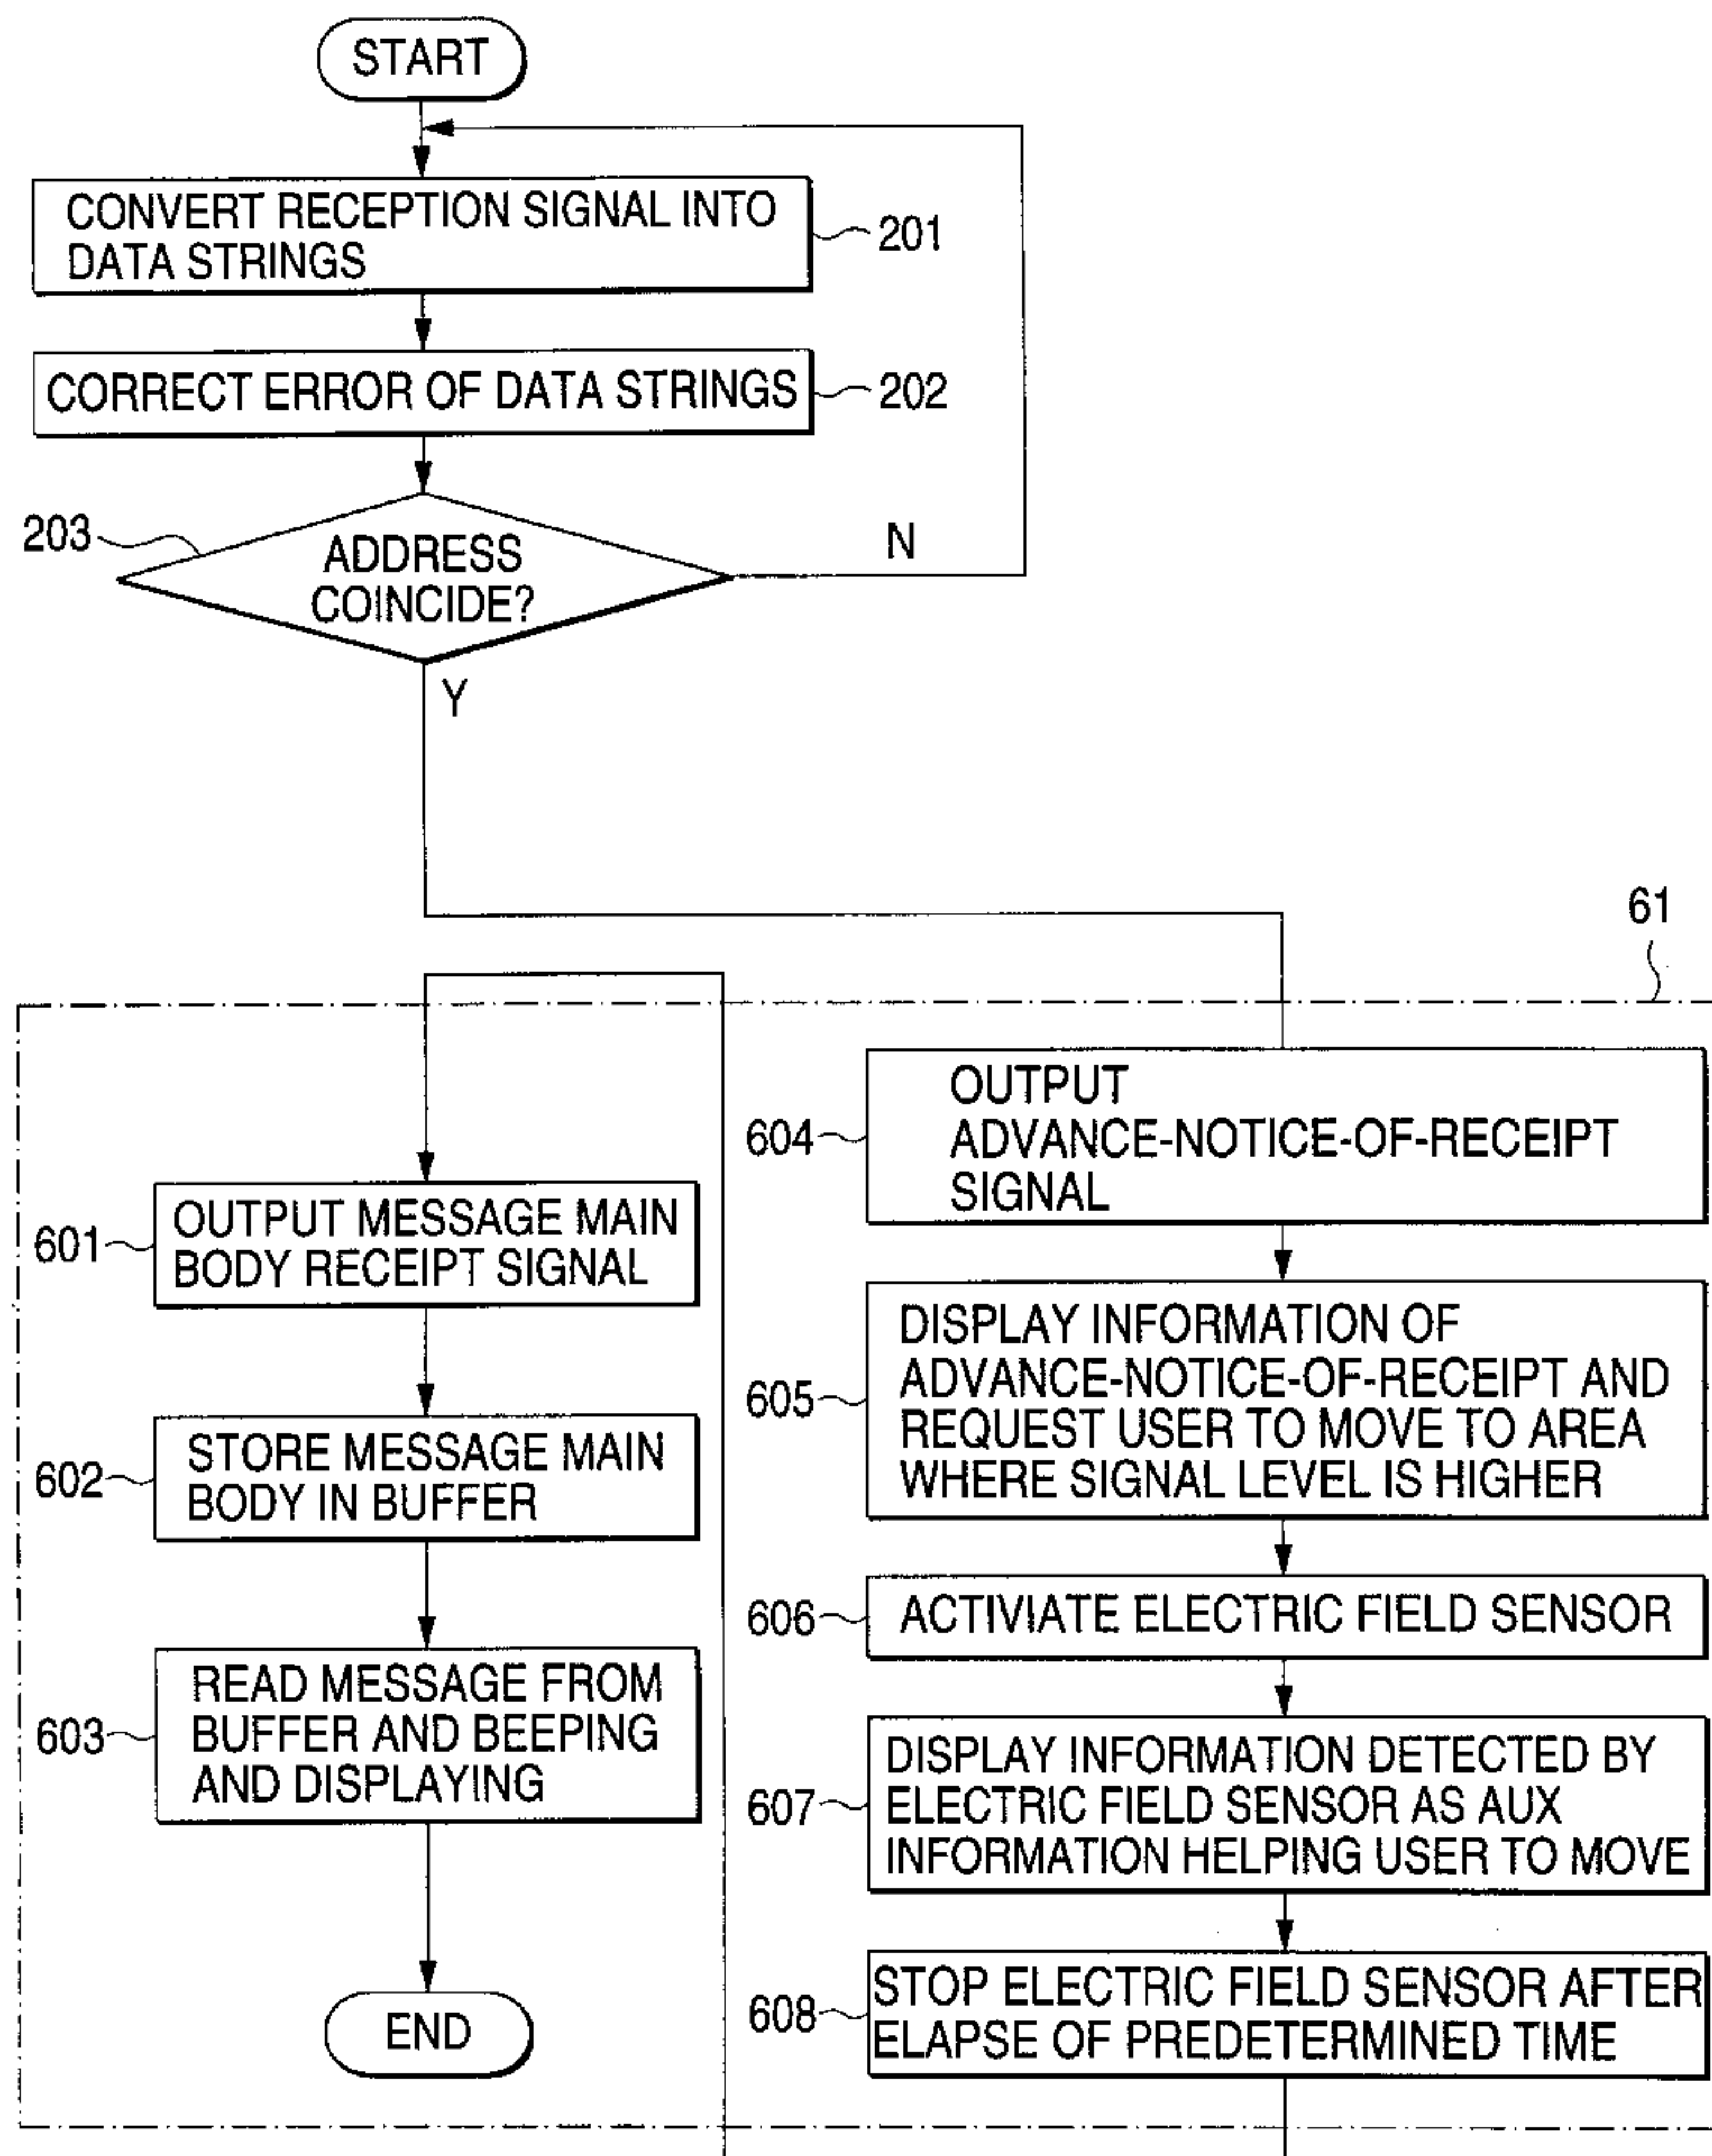 START
CONVERT RECEPTION SIGNAL INTO
DATA STRINGS
201
CORRECT ERROR OF DATA STRINGS
202
203
ADDRESS
COINCIDE?
N
Y
61
604
OUTPUT
ADVANCE-NOTICE-OF-RECEIPT
SIGNAL
605
DISPLAY INFORMATION OF
ADVANCE-NOTICE-OF-RECEIPT AND
REQUEST USER TO MOVE TO AREA
WHERE SIGNAL LEVEL IS HIGHER
606
ACTIVIATE ELECTRIC FIELD SENSOR
607
DISPLAY INFORMATION DETECTED BY
ELECTRIC FIELD SENSOR AS AUX
INFORMATION HELPING USER TO MOVE
608
STOP ELECTRIC FIELD SENSOR AFTER
ELAPSE OF PREDETERMINED TIME
601
OUTPUT MESSAGE MAIN
BODY RECEIPT SIGNAL
602
STORE MESSAGE MAIN
BODY IN BUFFER
603
READ MESSAGE FROM
BUFFER AND BEEPING
AND DISPLAYING
END